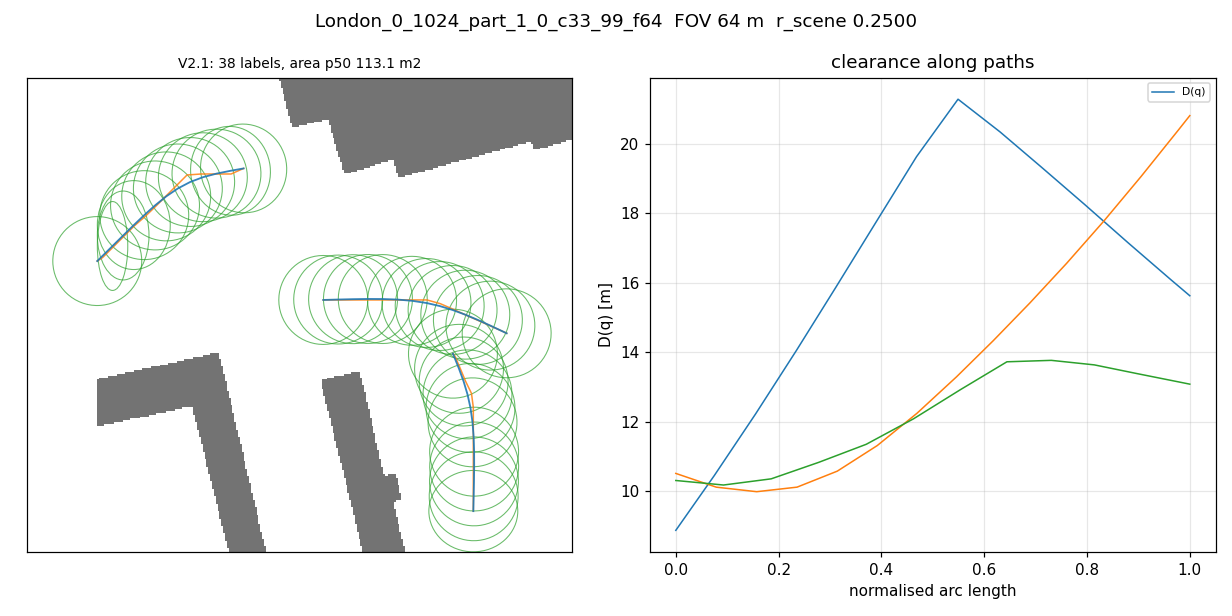 London_0_1024_part_1_0_c33_99_f64  FOV 64 m  r_scene 0.2500
V2.1: 38 labels, area p50 113.1 m2
clearance along paths
D(q)
D(q) [m]
20
18
16
14
12
10
0.0
0.2
0.4
0.6
0.8
1.0
normalised arc length